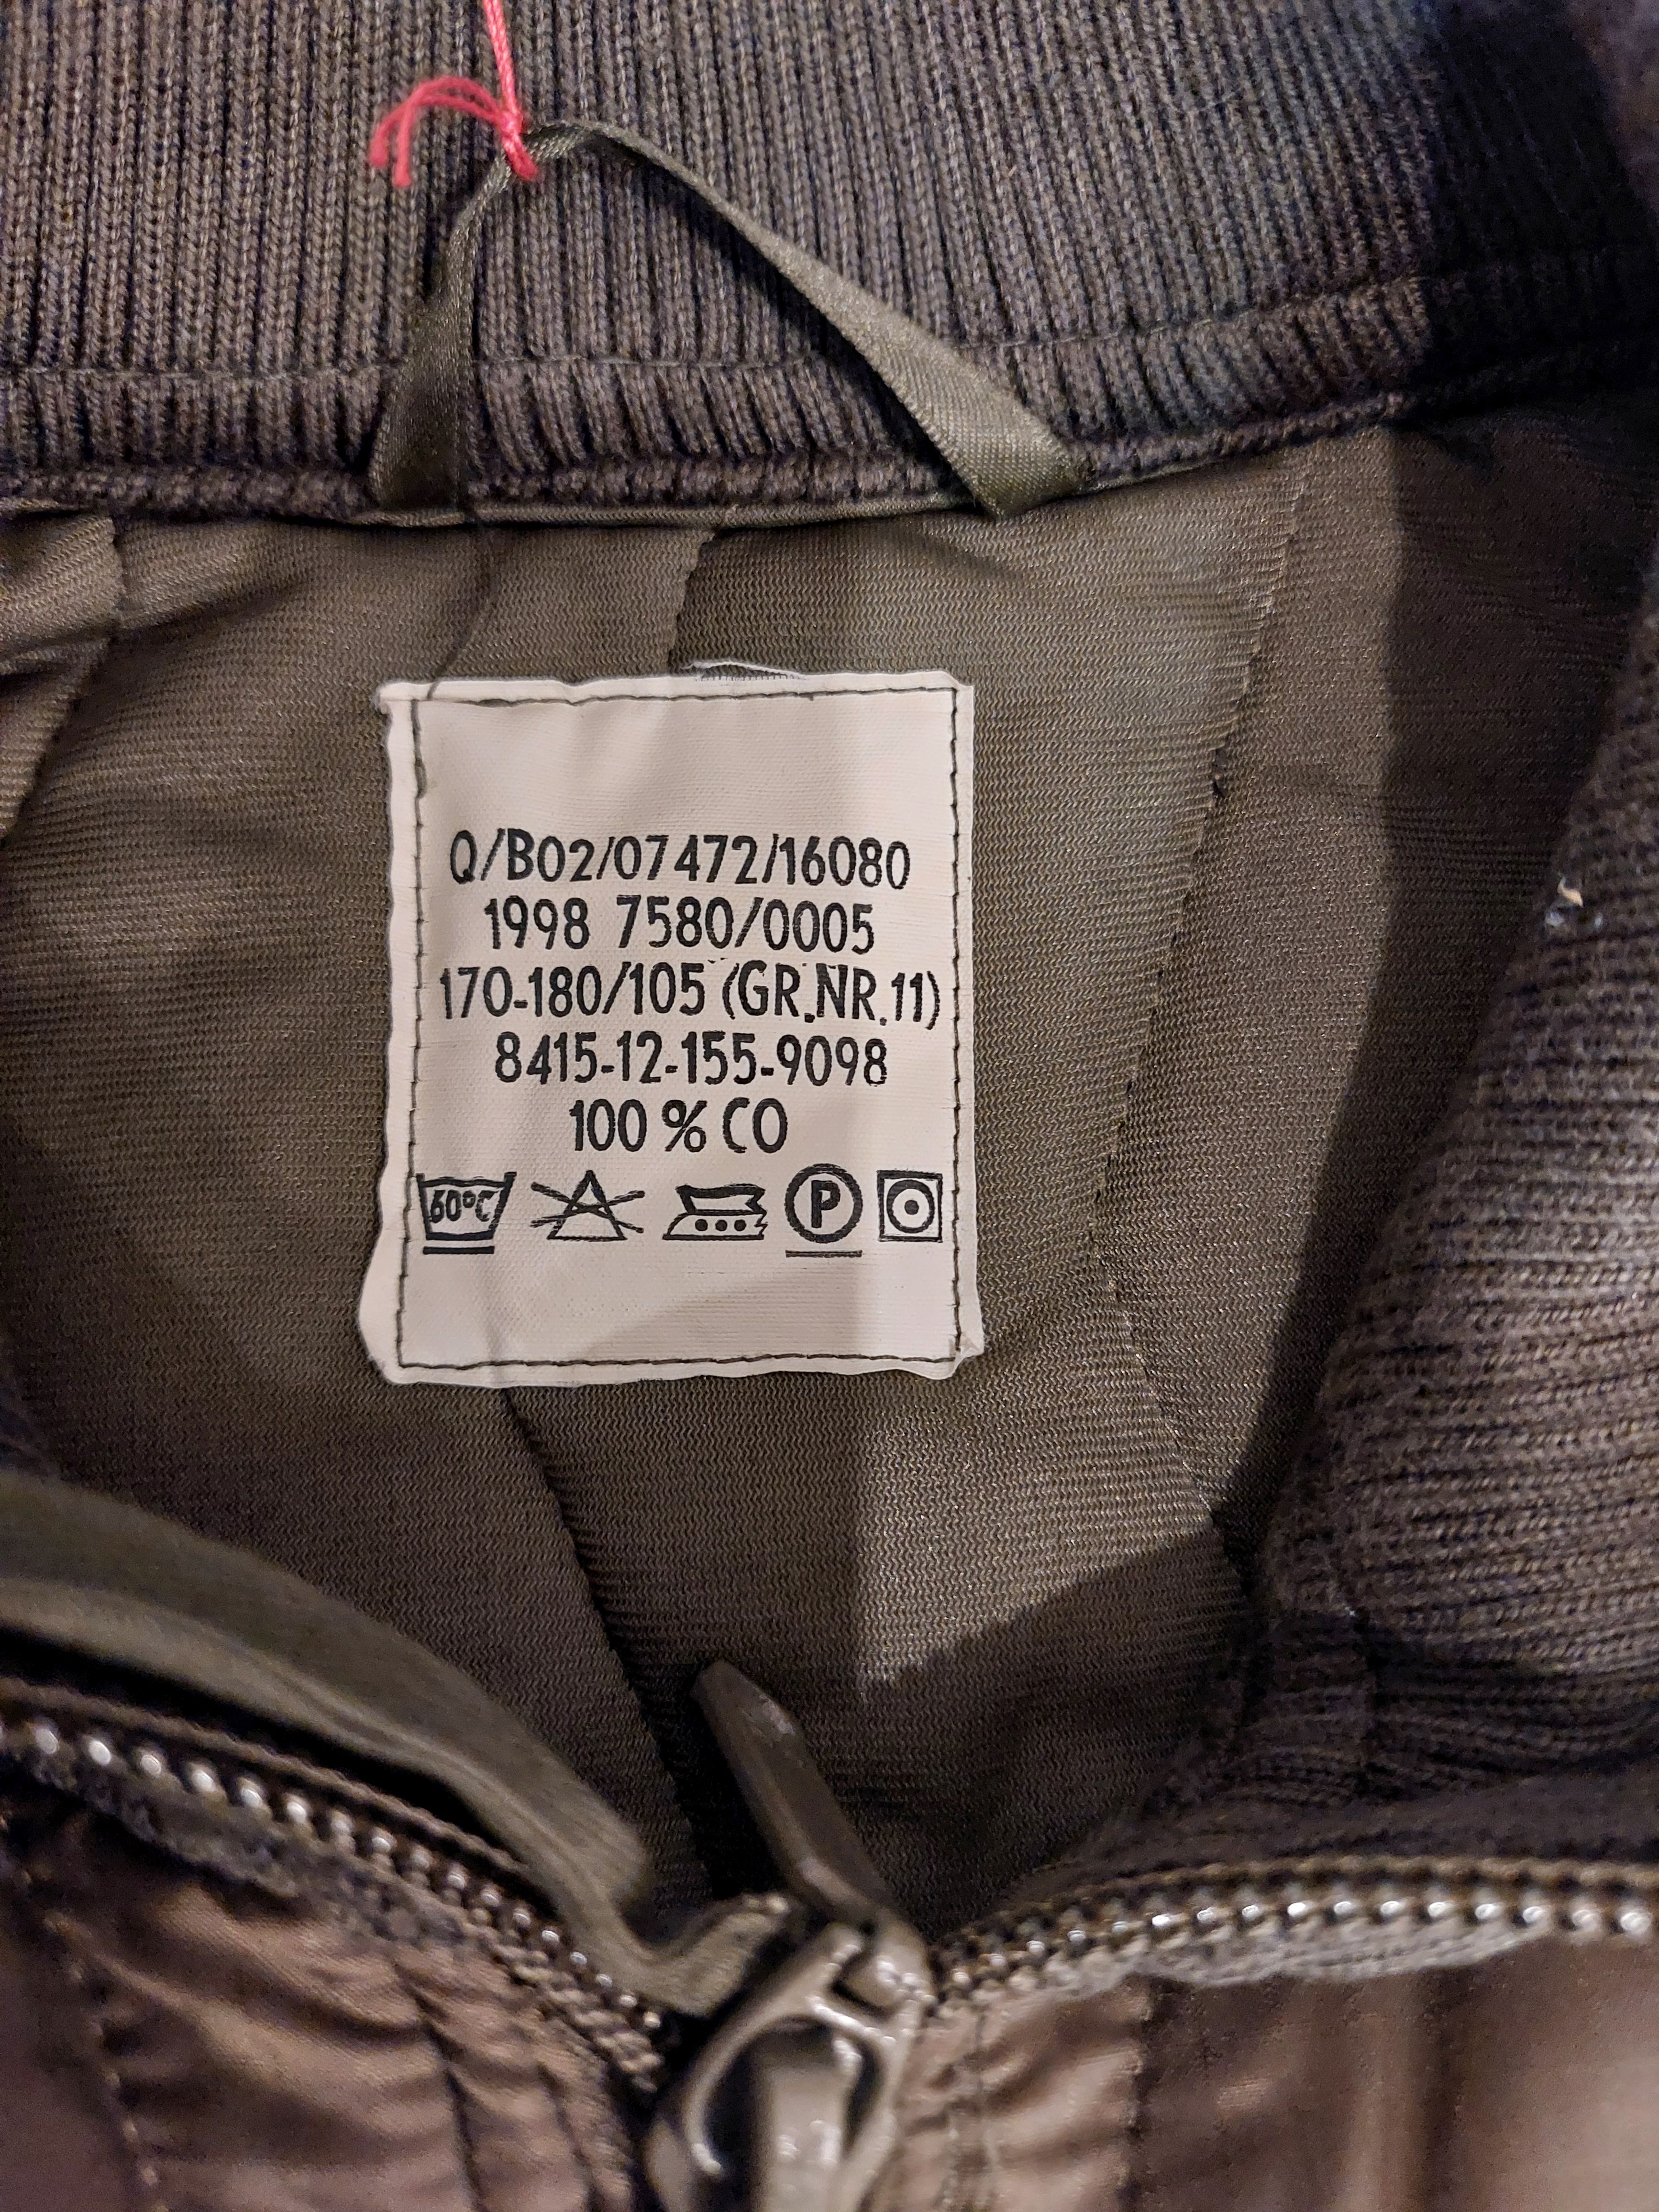 Q/B02/07472/16080
1998 7580/0005
170-180/105 (GR.NR.11)
8415-12-155-9098
100 % CO
60°C P